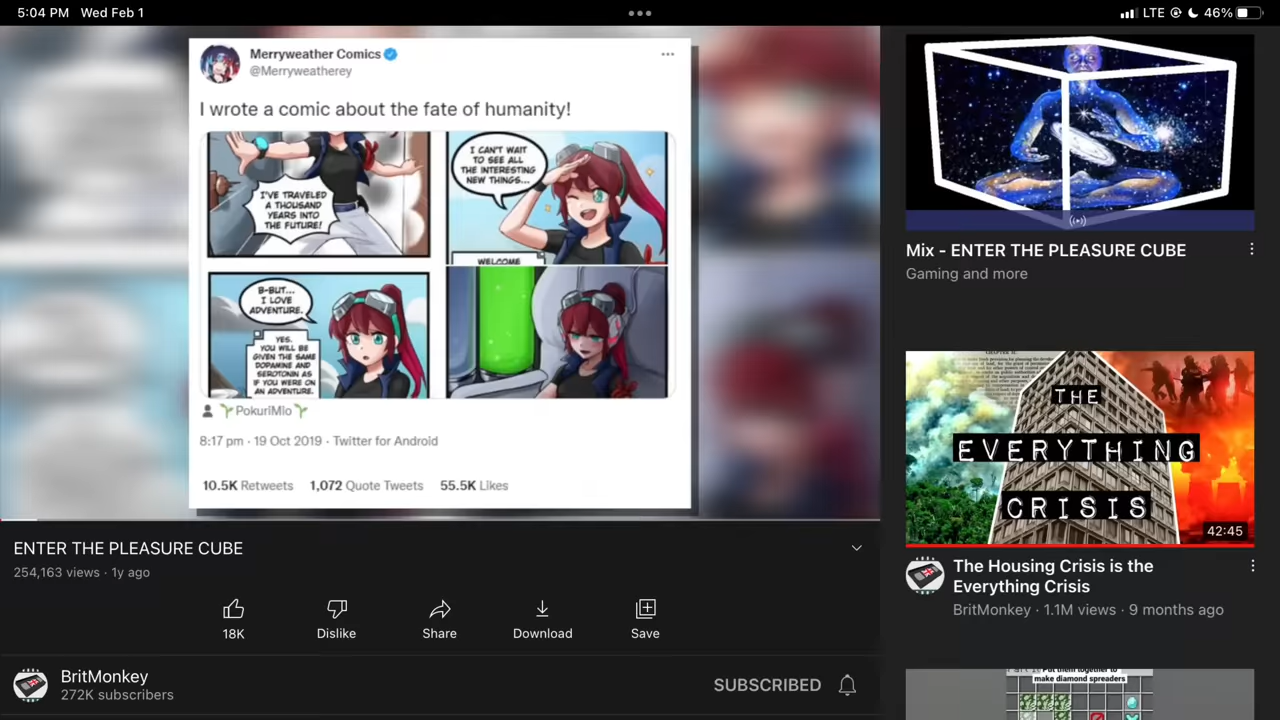 5:04 PM Wed Feb 1
LTE 46%
Merryweather Comics
@Merryweatherey
I wrote a comic about the fate of humanity!
I'VE TRAVELED
A THOUSAND
YEARS INTO
THE FUTURE!
I CAN'T WAIT
TO SEE ALL
THE INTERESTING
NEW THINGS...
WELCOME
B-BUT...
I LOVE
ADVENTURE.
YES.
YOU WILL BE
GIVEN THE SAME
DOPAMINE AND
SEROTONIN AS
IF YOU WERE ON
AN ADVENTURE.
PokuriMio
8:17 pm · 19 Oct 2019 · Twitter for Android
10.5K Retweets 1,072 Quote Tweets 55.5K Likes
ENTER THE PLEASURE CUBE
254,163 views · 1y ago
18K
Dislike
Share
Download
Save
BritMonkey
272K subscribers
SUBSCRIBED
Mix - ENTER THE PLEASURE CUBE
Gaming and more
THE
EVERYTHING
CRISIS
42:45
The Housing Crisis is the
Everything Crisis
BritMonkey · 1.1M views · 9 months ago
Put them together to
make diamond spreaders